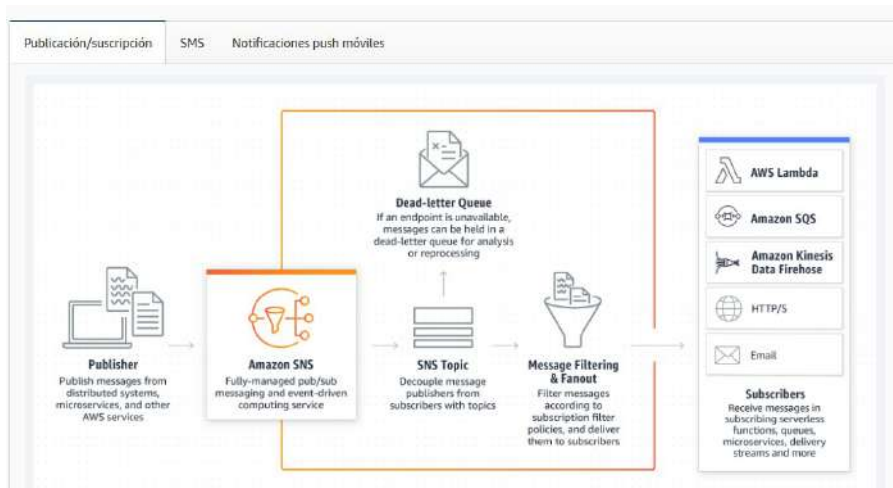 Publicación/suscripción
SMS
Notificaciones push móviles
Dead-letter Queue
If an endpoint is unavailable,
messages can be held in a
dead-letter queue for analysis
or reprocessing
Publisher
Publish messages from
distributed systems,
microservices, and other
AWS services
Amazon SNS
Fully-managed pub/sub
messaging and event-driven
computing service
SNS Topic
Decouple message
publishers from
subscribers with topics
Message Filtering
& Fanout
Filter messages
according to
subscription filter
policies, and deliver
them to subscribers
AWS Lambda
Amazon SQS
Amazon Kinesis
Data Firehose
HTTP/S
Email
Subscribers
Receive messages in
subscribing serverless
functions, queues,
microservices, delivery
streams and more